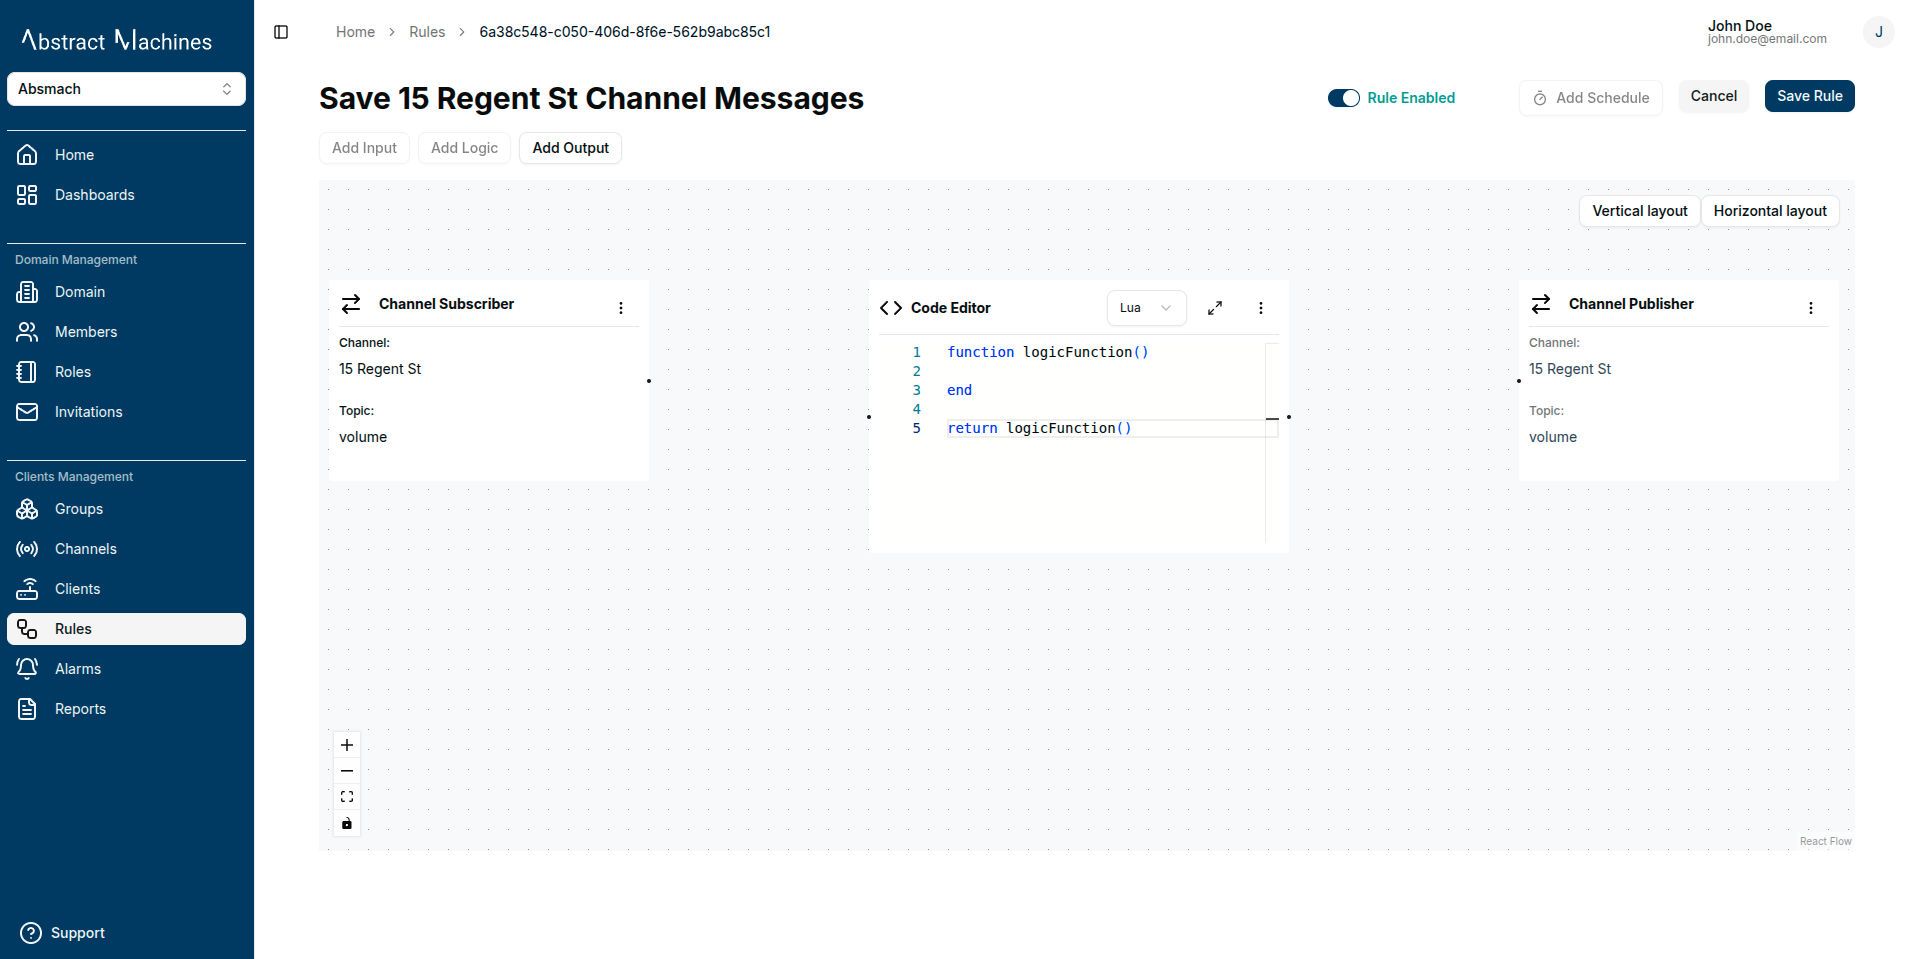 Abstract Machines
Absmach
Home
Dashboards
Domain Management
Domain
Members
Roles
Invitations
Clients Management
Groups
Channels
Clients
Rules
Alarms
Reports
Support
Home > Rules > 6a38c548-c050-406d-8f6e-562b9abc85c1
John Doe
john.doe@email.com
J
Save 15 Regent St Channel Messages
Rule Enabled
Add Schedule
Cancel
Save Rule
Add Input
Add Logic
Add Output
Vertical layout
Horizontal layout
Channel Subscriber
Channel:
15 Regent St
Topic:
volume
Code Editor
Lua
1 function logicFunction()
2
3 end
4
5 return logicFunction()
Channel Publisher
Channel:
15 Regent St
Topic:
volume
React Flow